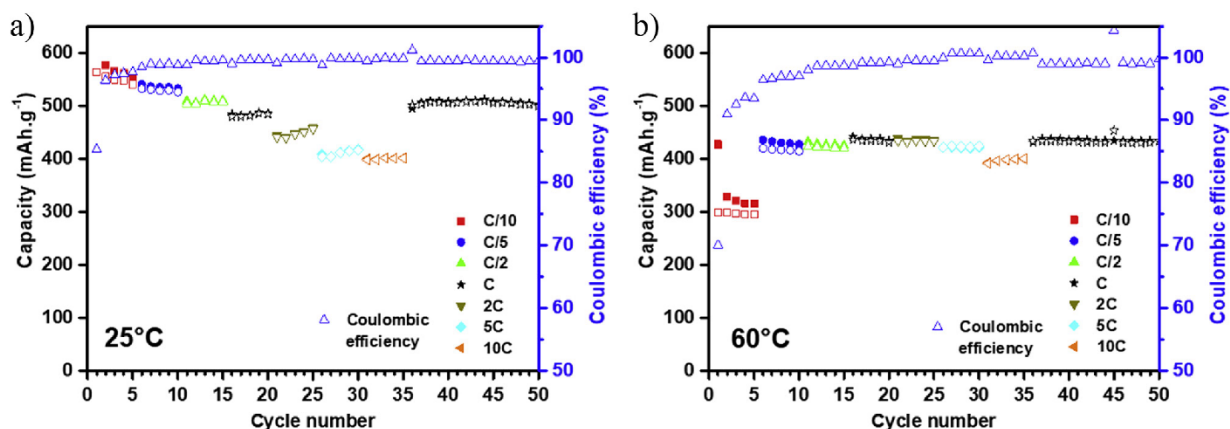 a)
600
500
400
300
200
100
0
Capacity (mAh.g⁻¹)
100
90
80
70
60
50
Coulombic efficiency (%)
C/10
C/5
C/2
C
2C
5C
10C
Coulombic
efficiency
25°C
0 5 10 15 20 25 30 35 40 45 50
Cycle number
b)
600
500
400
300
200
100
0
Capacity (mAh.g⁻¹)
100
90
85
80
75
70
65
60
55
50
Coulombic efficiency (%)
C/10
C/5
C/2
C
2C
5C
10C
Coulombic
efficiency
60°C
0 5 10 15 20 25 30 35 40 45 50
Cycle number